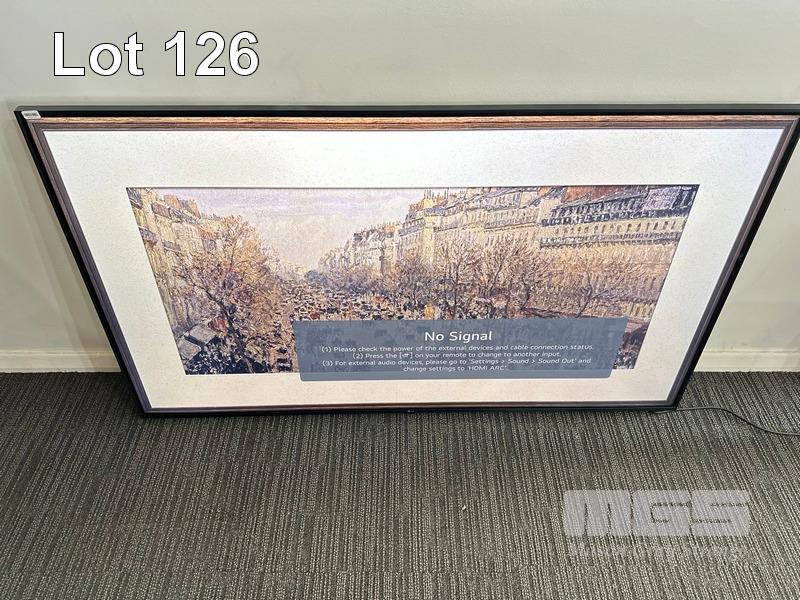 Lot 126
No Signal
(1) Please check the power of the external devices and cable connection status.
(2) Press the [ ] on your remote to change to another input.
(3) For external audio devices, please go to 'Settings > Sound > Sound Out' and
change settings to 'HDMI ARC'.
MGS